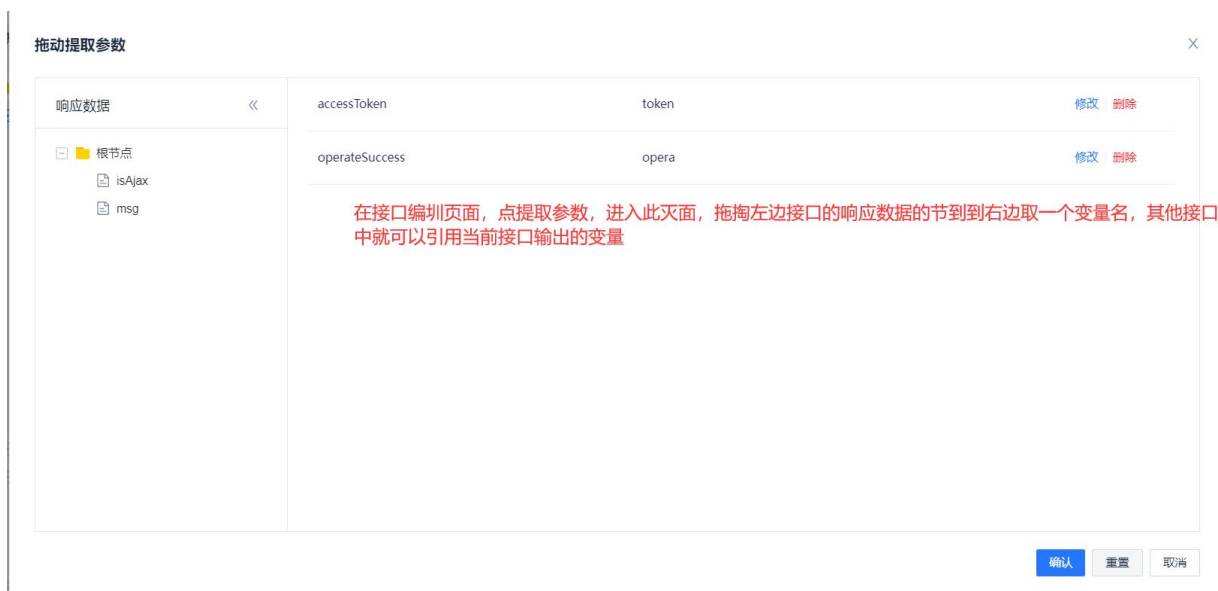 拖动提取参数
响应数据
根节点
isAjax
msg
accessToken token 修改 删除
operateSuccess opera 修改 删除
在接口编圳页面，点提取参数，进入此灭面，拖掏左边接口的响应数据的节到到右边取一个变量名，其他接口
中就可以引用当前接口输出的变量
确认 重置 取消